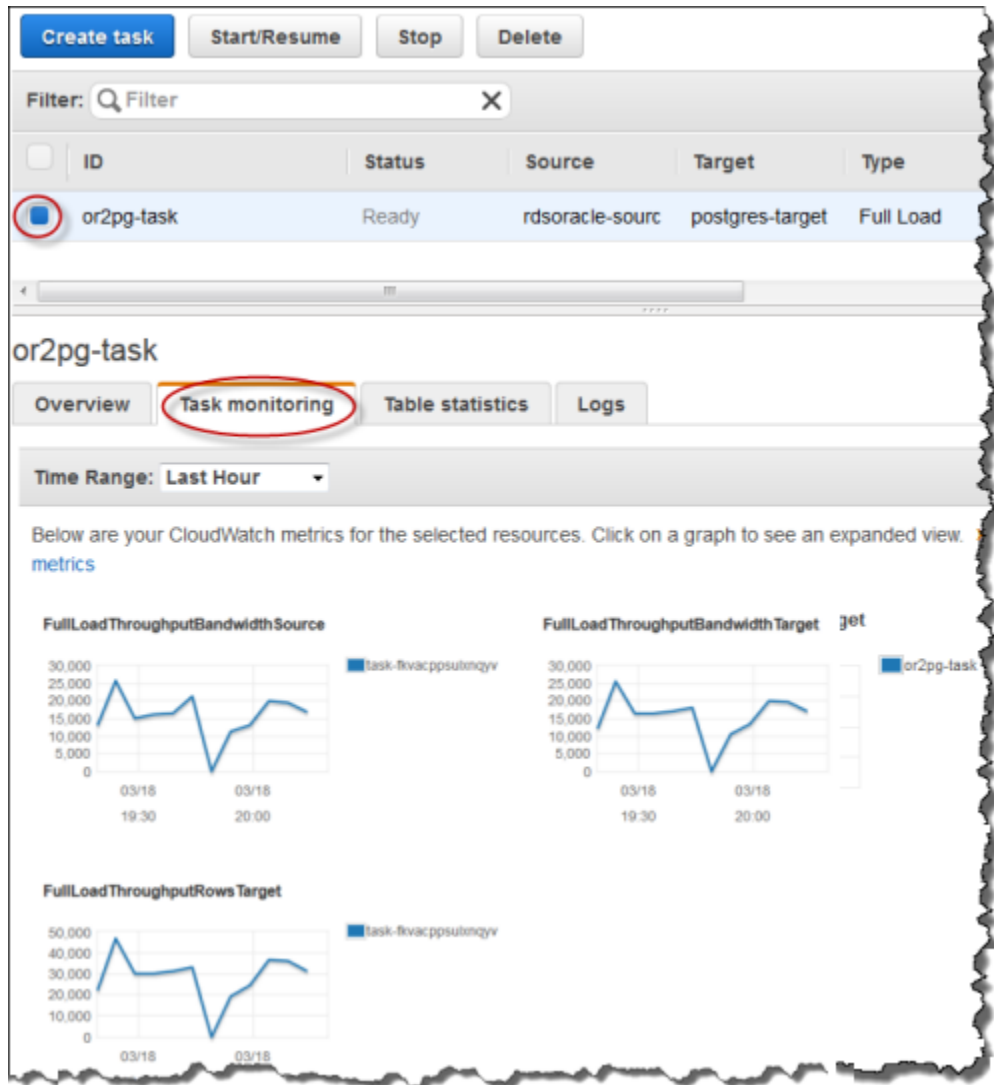 Create task Start/Resume Stop Delete
Filter: Filter
ID Status Source Target Type
or2pg-task Ready rdsoracle-sourc postgres-target Full Load
or2pg-task
Overview Task monitoring Table statistics Logs
Time Range: Last Hour
Below are your CloudWatch metrics for the selected resources. Click on a graph to see an expanded view.
metrics
FullLoadThroughputBandwidthSource FullLoadThroughputBandwidthTarget get
30,000 30,000 or2pg-task
25,000 25,000
20,000 20,000
15,000 15,000
10,000 10,000
5,000 5,000
0 0
03/18 03/18 03/18 03/18
19:30 20:00 19:30 20:00
FullLoadThroughputRowsTarget
50,000
40,000
30,000
20,000
10,000
0
03/18 03/18